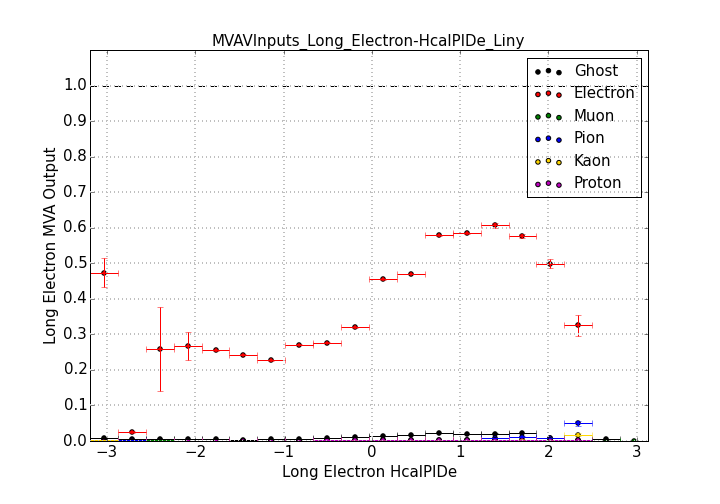 MVAVInputs_Long_Electron-HcalPIDe_Liny
Long Electron MVA Output
1.0
0.9
0.8
0.7
0.6
0.5
0.4
0.3
0.2
0.1
0.0
Ghost
Electron
Muon
Pion
Kaon
Proton
−3 −2 −1 0 1 2 3
Long Electron HcalPIDe